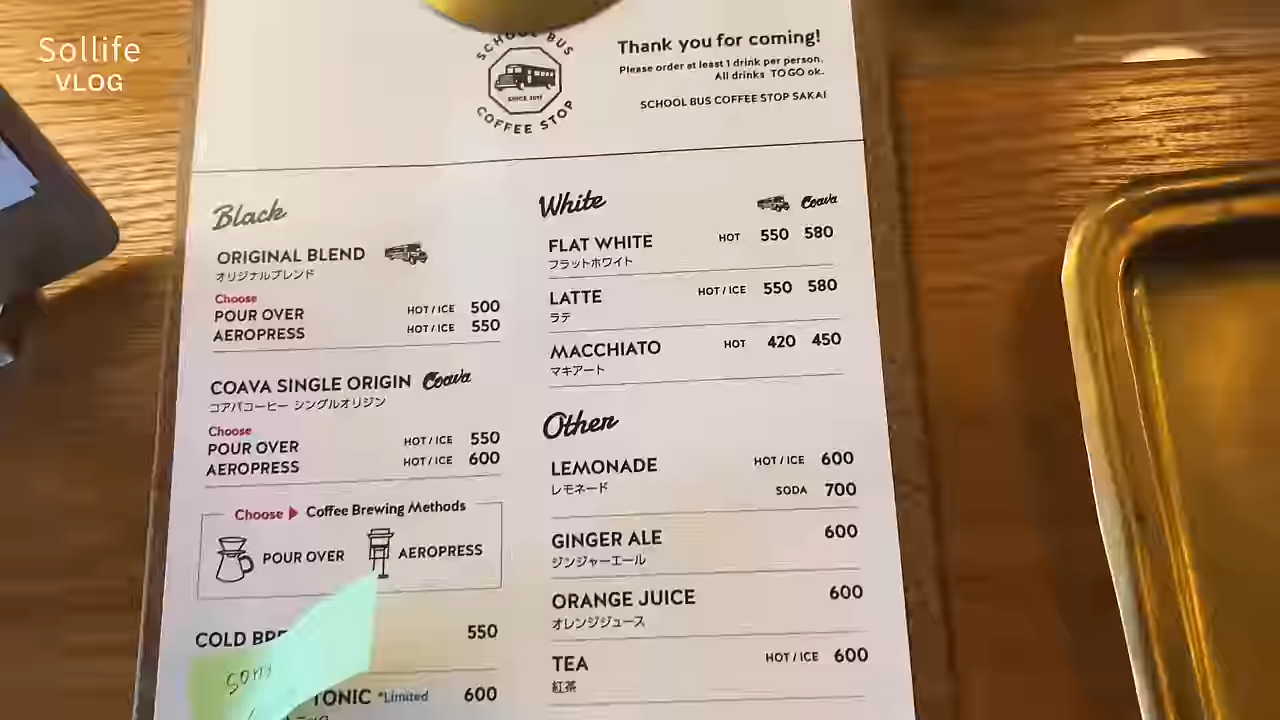 Sollife
VLOG
SCHOOL BUS
SINCE 2017
COFFEE STOP
Thank you for coming!
Please order at least 1 drink per person.
All drinks TO GO ok.
SCHOOL BUS COFFEE STOP SAKAI
Black
ORIGINAL BLEND
オリジナルブレンド
Choose
POUR OVER HOT / ICE 500
AEROPRESS HOT / ICE 550
COAVA SINGLE ORIGIN Coava
コアバコーヒー シングルオリジン
Choose
POUR OVER HOT / ICE 550
AEROPRESS HOT / ICE 600
Choose ▶ Coffee Brewing Methods
POUR OVER AEROPRESS
COLD 550
sorry
TONIC *Limited 600
White Coava
FLAT WHITE HOT 550 580
フラットホワイト
LATTE HOT / ICE 550 580
ラテ
MACCHIATO HOT 420 450
マキアート
Other
LEMONADE HOT / ICE 600
レモネード SODA 700
GINGER ALE 600
ジンジャーエール
ORANGE JUICE 600
オレンジジュース
TEA HOT / ICE 600
紅茶